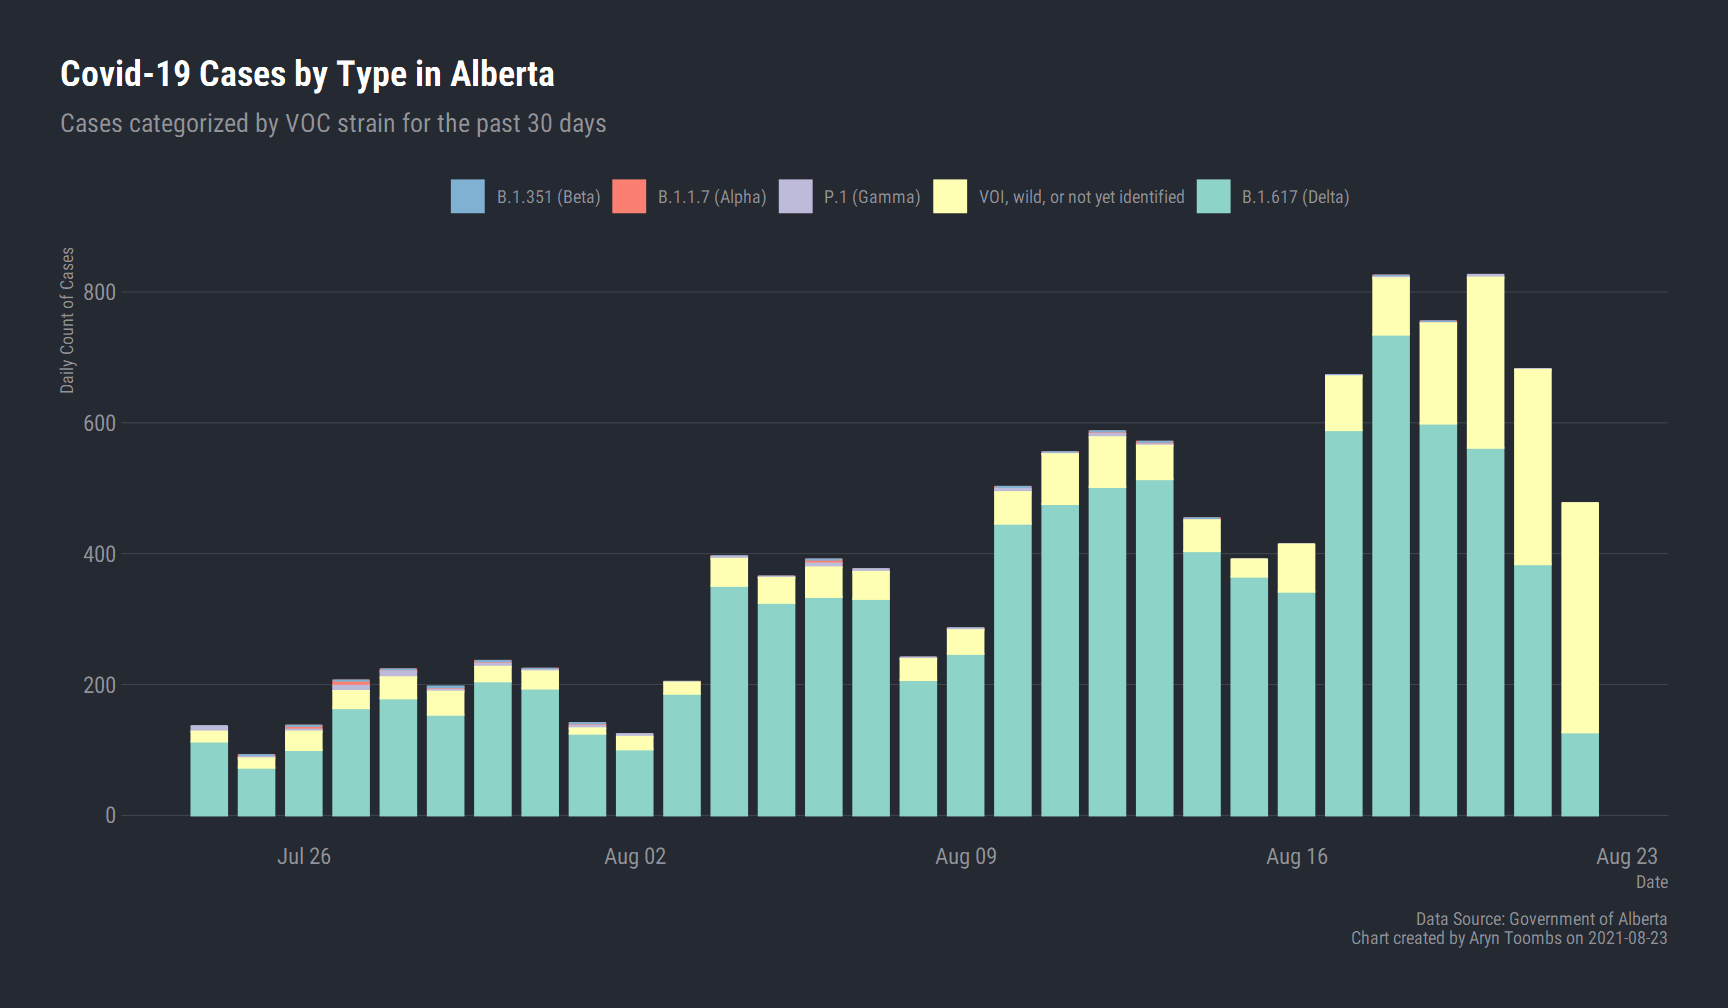 Covid-19 Cases by Type in Alberta
Cases categorized by VOC strain for the past 30 days
B.1.351 (Beta)
B.1.1.7 (Alpha)
P.1 (Gamma)
VOI, wild, or not yet identified
B.1.617 (Delta)
Daily Count of Cases
800
600
400
200
0
Jul 26
Aug 02
Aug 09
Aug 16
Aug 23
Date
Data Source: Government of Alberta
Chart created by Aryn Toombs on 2021-08-23